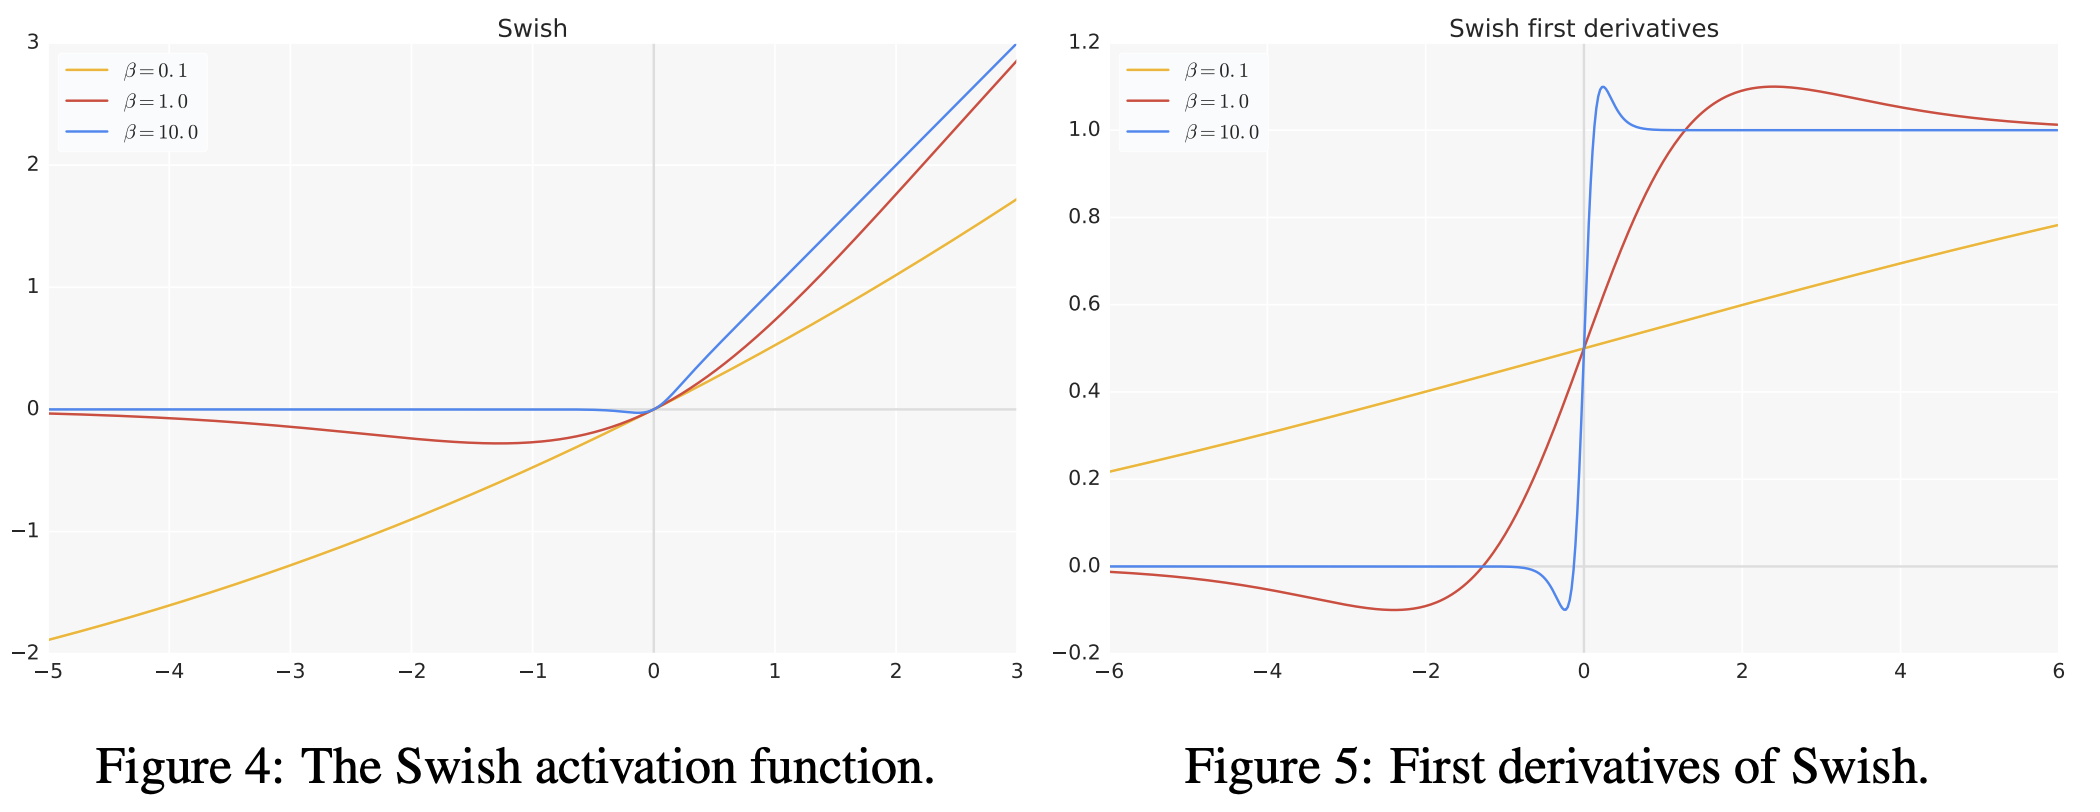 Swish
3
2
1
0
−1
−2
β=0.1
β=1.0
β=10.0
−5 −4 −3 −2 −1 0 1 2 3
Figure 4: The Swish activation function.
Swish first derivatives
1.2
1.0
0.8
0.6
0.4
0.2
0.0
−0.2
β=0.1
β=1.0
β=10.0
−6 −4 −2 0 2 4 6
Figure 5: First derivatives of Swish.